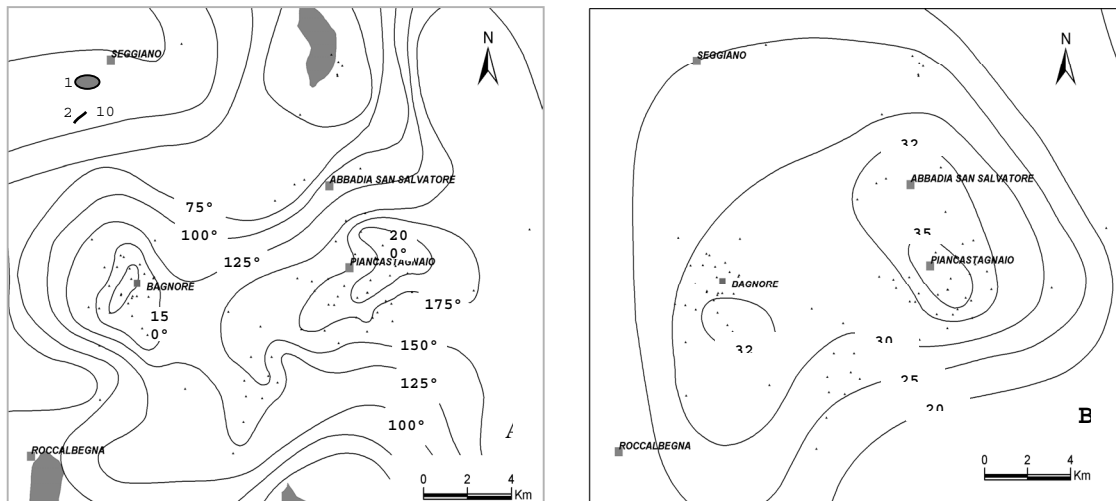 SEGGIANO
N
1
2 10
ABBADIA SAN SALVATORE
75°
100°
20
0°
125°
PIANCASTAGNAIO
BAGNORE
175°
15
0°
150°
125°
100°
ROCCALBEGNA
0 2 4
Km
SEGGIANO
N
32
ABBADIA SAN SALVATORE
35
PIANCASTAGNAIO
BAGNORE
32
30
25
20
B
ROCCALBEGNA
0 2 4
Km